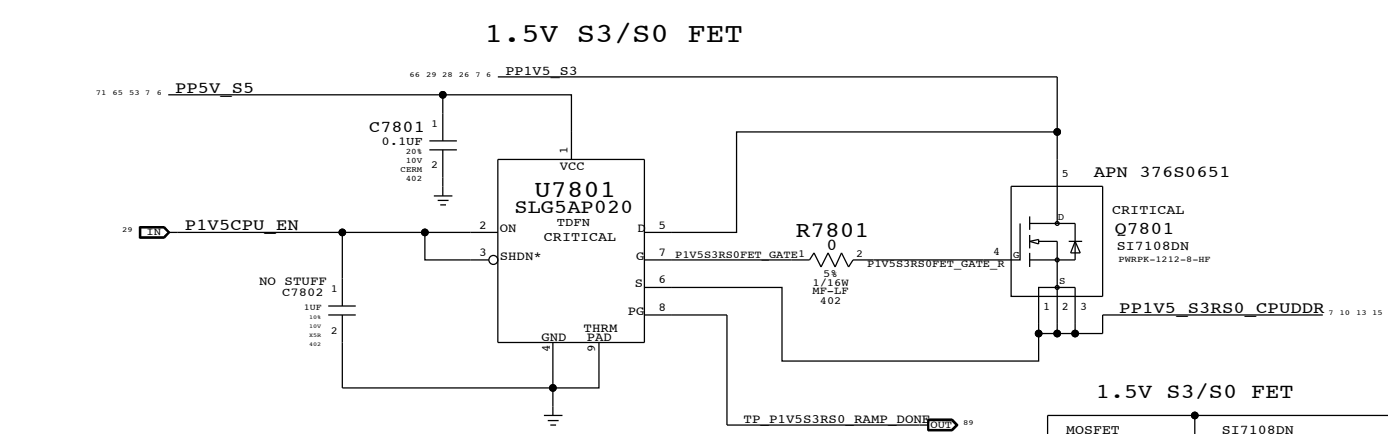 1.5V S3/S0 FET
66 29 28 26 7 6 PP1V5_S3
71 65 53 7 6 PP5V_S5
C7801 1
0.1UF
20%
10V
CERM
402
2
1
VCC
U7801
SLG5AP020
TDFN
CRITICAL
29 IN P1V5CPU_EN
2 ON
3 SHDN*
D 5
G 7 P1V5S3RS0FET_GATE
S 6
PG 8
THRM
GND PAD
4 9
NO STUFF
C7802 1
1UF
10%
10V
X5R
402
2
R7801
0
1 2
5%
1/16W
MF-LF
402
P1V5S3RS0FET_GATE_R
4 G
5
D
S
1 2 3
APN 376S0651
CRITICAL
Q7801
SI7108DN
PWRPK-1212-8-HF
PP1V5_S3RS0_CPUDDR 7 10 13 15
TP_P1V5S3RS0_RAMP_DONE OUT 89
1.5V S3/S0 FET
MOSFET SI7108DN